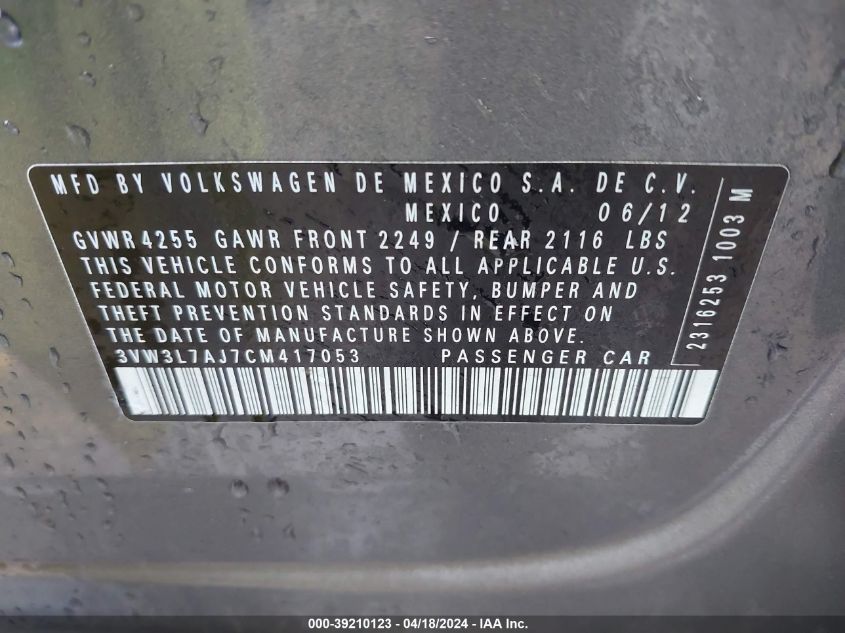 MFD BY VOLKSWAGEN DE MEXICO S.A. DE C.V.
MEXICO 06/12
GVWR 4255 GAWR FRONT 2249 / REAR 2116 LBS
THIS VEHICLE CONFORMS TO ALL APPLICABLE U.S.
FEDERAL MOTOR VEHICLE SAFETY, BUMPER AND
THEFT PREVENTION STANDARDS IN EFFECT ON
THE DATE OF MANUFACTURE SHOWN ABOVE.
3VW3L7AJ7CM417053 PASSENGER CAR
2316253 1003 M
000-39210123 - 04/18/2024 - IAA Inc.